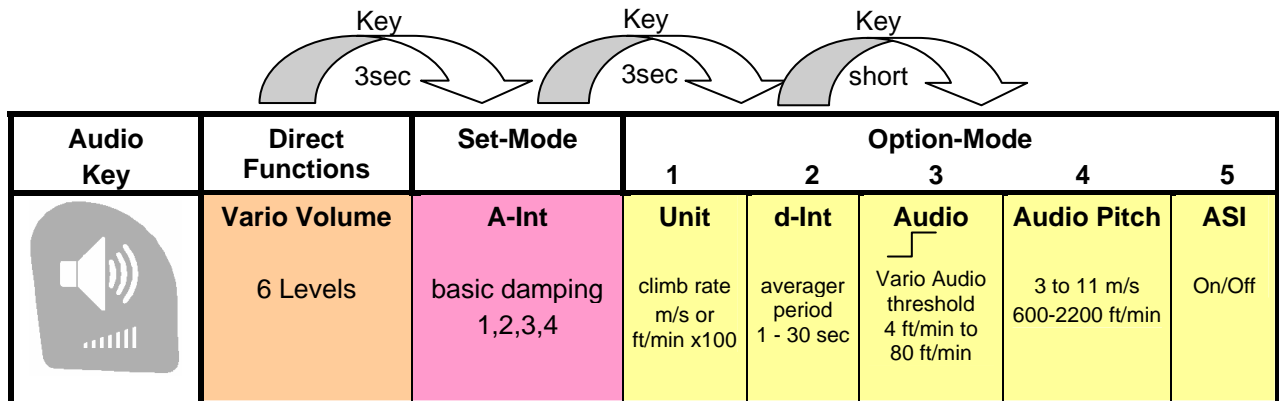 Key Key Key
3sec 3sec short
Audio Key
Direct Functions
Set-Mode
Option-Mode
1 2 3 4 5
Vario Volume
6 Levels
A-Int
basic damping
1,2,3,4
Unit
climb rate
m/s or
ft/min x100
d-Int
averager
period
1 - 30 sec
Audio
Vario Audio
threshold
4 ft/min to
80 ft/min
Audio Pitch
3 to 11 m/s
600-2200 ft/min
ASI
On/Off